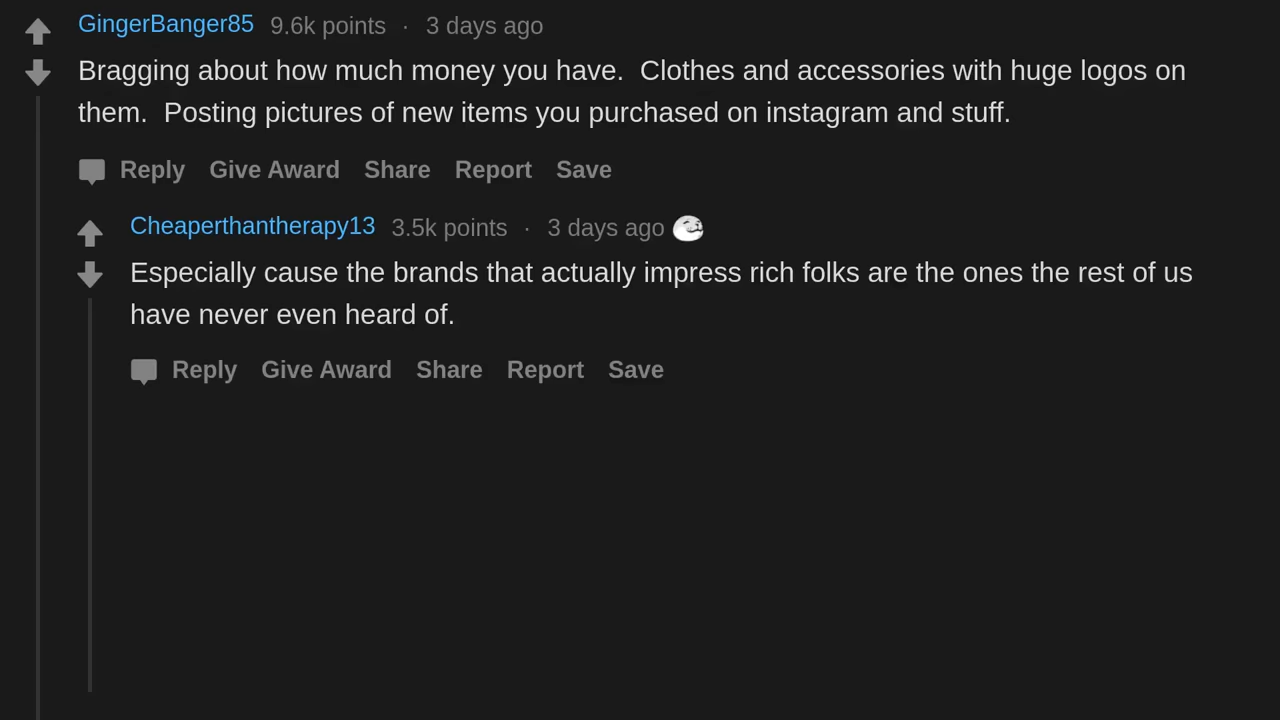 GingerBanger85 9.6k points · 3 days ago
Bragging about how much money you have.  Clothes and accessories with huge logos on
them.  Posting pictures of new items you purchased on instagram and stuff.
Reply Give Award Share Report Save
Cheaperthantherapy13 3.5k points · 3 days ago
Especially cause the brands that actually impress rich folks are the ones the rest of us
have never even heard of.
Reply Give Award Share Report Save